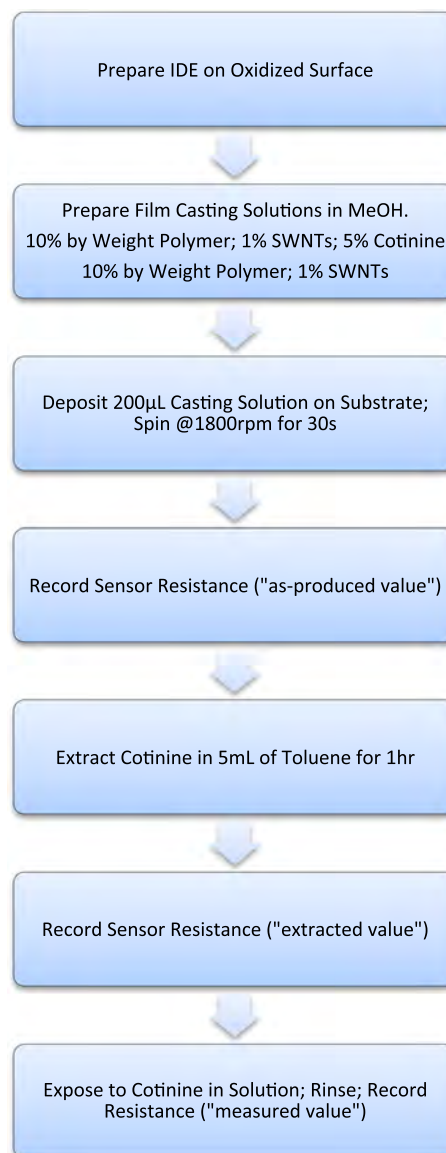 Prepare IDE on Oxidized Surface
Prepare Film Casting Solutions in MeOH.
10% by Weight Polymer; 1% SWNTs; 5% Cotinine
10% by Weight Polymer; 1% SWNTs
Deposit 200μL Casting Solution on Substrate;
Spin @1800rpm for 30s
Record Sensor Resistance ("as-produced value")
Extract Cotinine in 5mL of Toluene for 1hr
Record Sensor Resistance ("extracted value")
Expose to Cotinine in Solution; Rinse; Record
Resistance ("measured value")